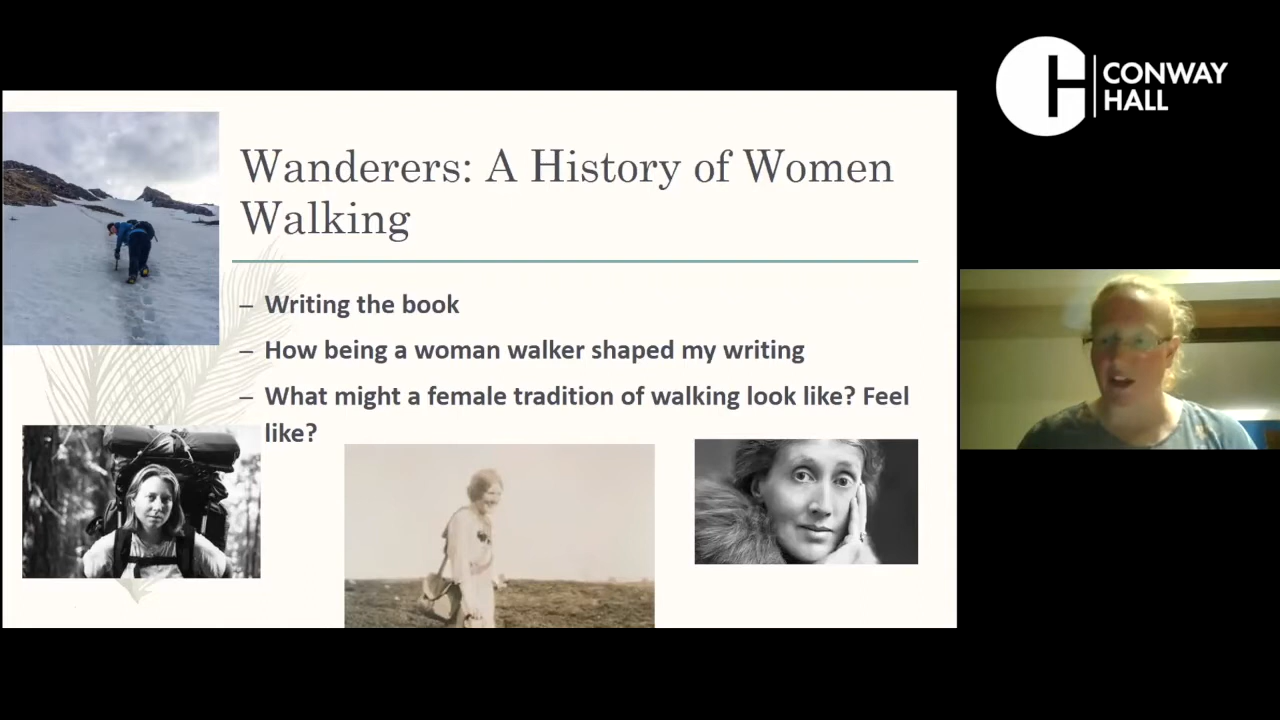 CONWAY
HALL
Wanderers: A History of Women
Walking
– Writing the book
– How being a woman walker shaped my writing
– What might a female tradition of walking look like? Feel
like?